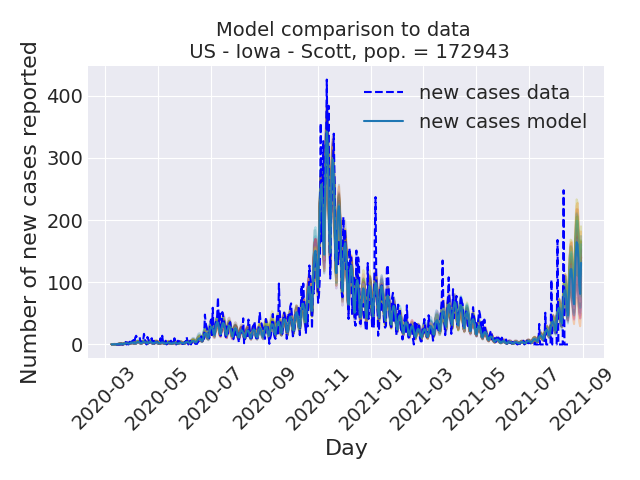 Model comparison to data
US - Iowa - Scott, pop. = 172943
Number of new cases reported
400
300
200
100
0
new cases data
new cases model
2020-03
2020-05
2020-07
2020-09
2020-11
2021-01
2021-03
2021-05
2021-07
2021-09
Day